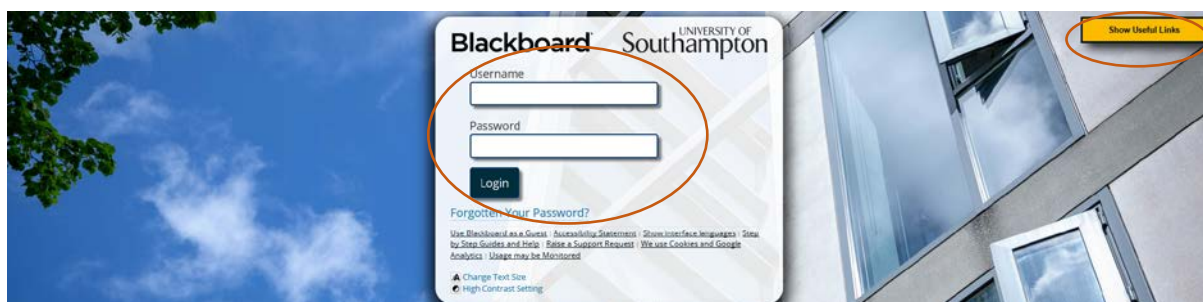 Blackboard
UNIVERSITY OF
Southampton
Show Useful Links
Username
Password
Login
Forgotten Your Password?
Use Blackboard as a Guest | Accessibility Statement | Show interface languages | Step
by Step Guides and Help | Raise a Support Request | We use Cookies and Google
Analytics | Usage may be Monitored
A Change Text Size
High Contrast Setting